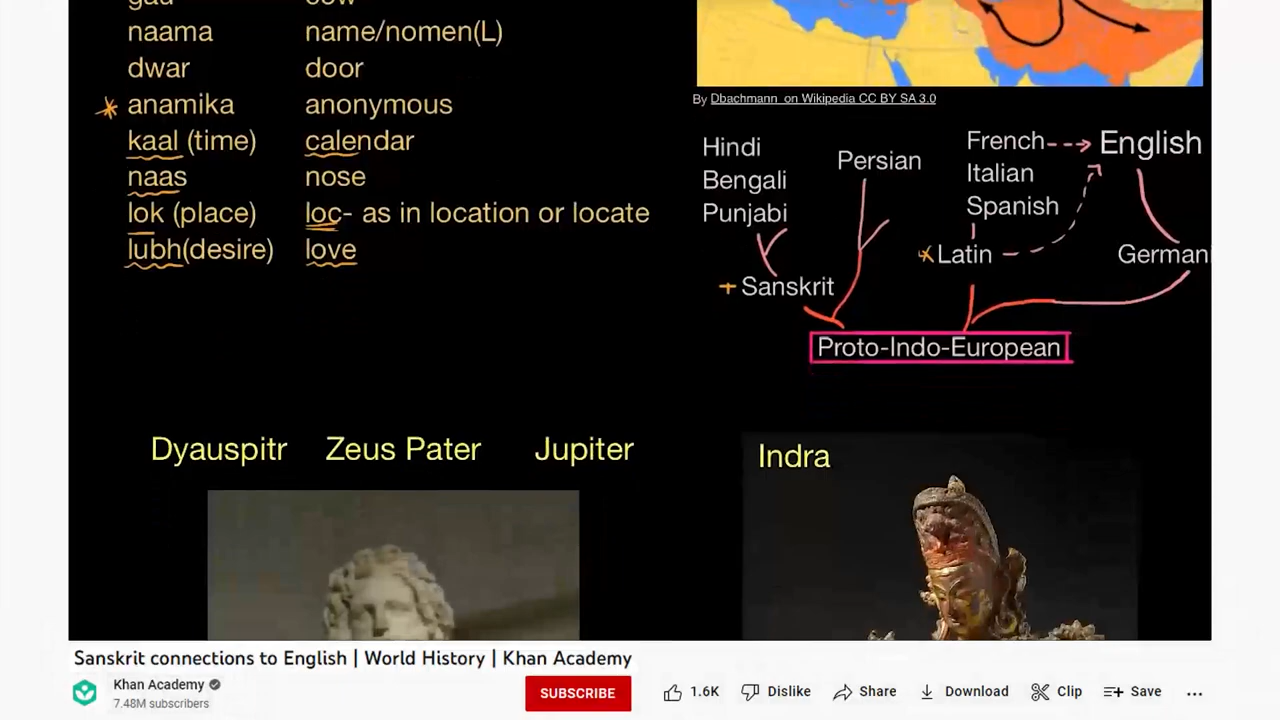 naama name/nomen(L)
dwar door
anamika anonymous
kaal (time) calendar
naas nose
lok (place) loc- as in location or locate
lubh(desire) love
By Dbachmann on Wikipedia CC BY SA 3.0
Hindi
Bengali
Punjabi
Persian
French
Italian
Spanish
English
Sanskrit
Latin
Germani
Proto-Indo-European
Dyauspitr Zeus Pater Jupiter
Indra
Sanskrit connections to English | World History | Khan Academy
Khan Academy
7.48M subscribers
SUBSCRIBE
1.6K Dislike Share Download Clip Save